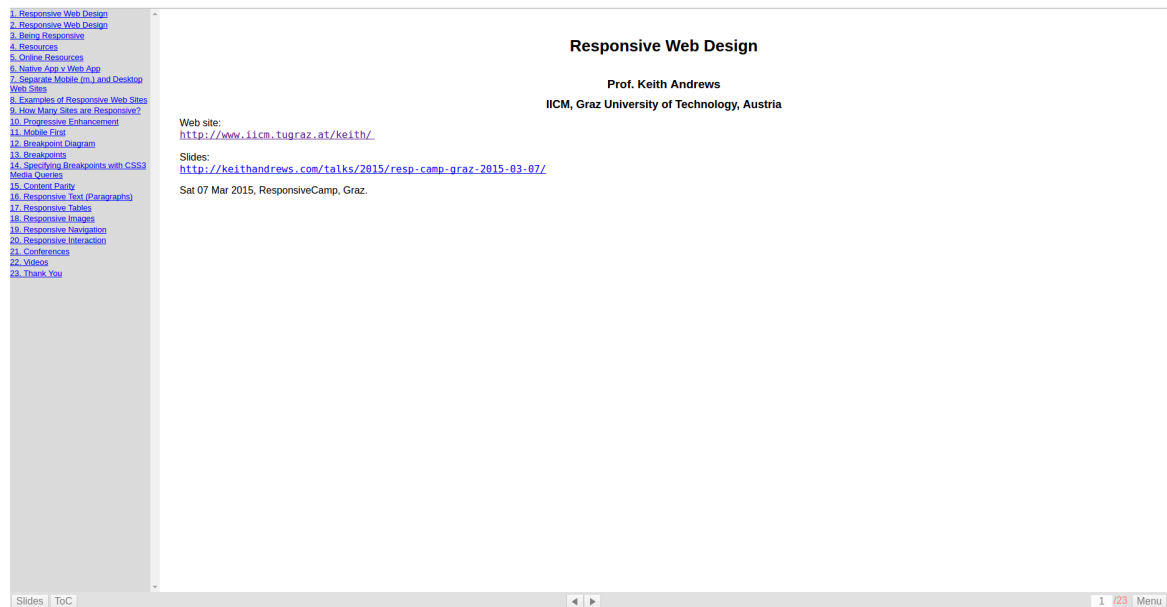 1. Responsive Web Design
2. Responsive Web Design
3. Being Responsive
4. Resources
5. Online Resources
6. Native App v Web App
7. Separate Mobile (m.) and Desktop
Web Sites
8. Examples of Responsive Web Sites
9. How Many Sites are Responsive?
10. Progressive Enhancement
11. Mobile First
12. Breakpoint Diagram
13. Breakpoints
14. Specifying Breakpoints with CSS3
Media Queries
15. Content Parity
16. Responsive Text (Paragraphs)
17. Responsive Tables
18. Responsive Images
19. Responsive Navigation
20. Responsive Interaction
21. Conferences
22. Videos
23. Thank You
Responsive Web Design
Prof. Keith Andrews
IICM, Graz University of Technology, Austria
Web site:
http://www.iicm.tugraz.at/keith/
Slides:
http://keithandrews.com/talks/2015/resp-camp-graz-2015-03-07/
Sat 07 Mar 2015, ResponsiveCamp, Graz.
Slides ToC 1 /23 Menu